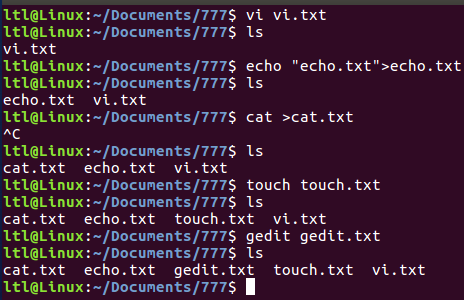 ltl@Linux:~/Documents/777$ vi vi.txt
ltl@Linux:~/Documents/777$ ls
vi.txt
ltl@Linux:~/Documents/777$ echo "echo.txt">echo.txt
ltl@Linux:~/Documents/777$ ls
echo.txt  vi.txt
ltl@Linux:~/Documents/777$ cat >cat.txt
^C
ltl@Linux:~/Documents/777$ ls
cat.txt  echo.txt  vi.txt
ltl@Linux:~/Documents/777$ touch touch.txt
ltl@Linux:~/Documents/777$ ls
cat.txt  echo.txt  touch.txt  vi.txt
ltl@Linux:~/Documents/777$ gedit gedit.txt
ltl@Linux:~/Documents/777$ ls
cat.txt  echo.txt  gedit.txt  touch.txt  vi.txt
ltl@Linux:~/Documents/777$